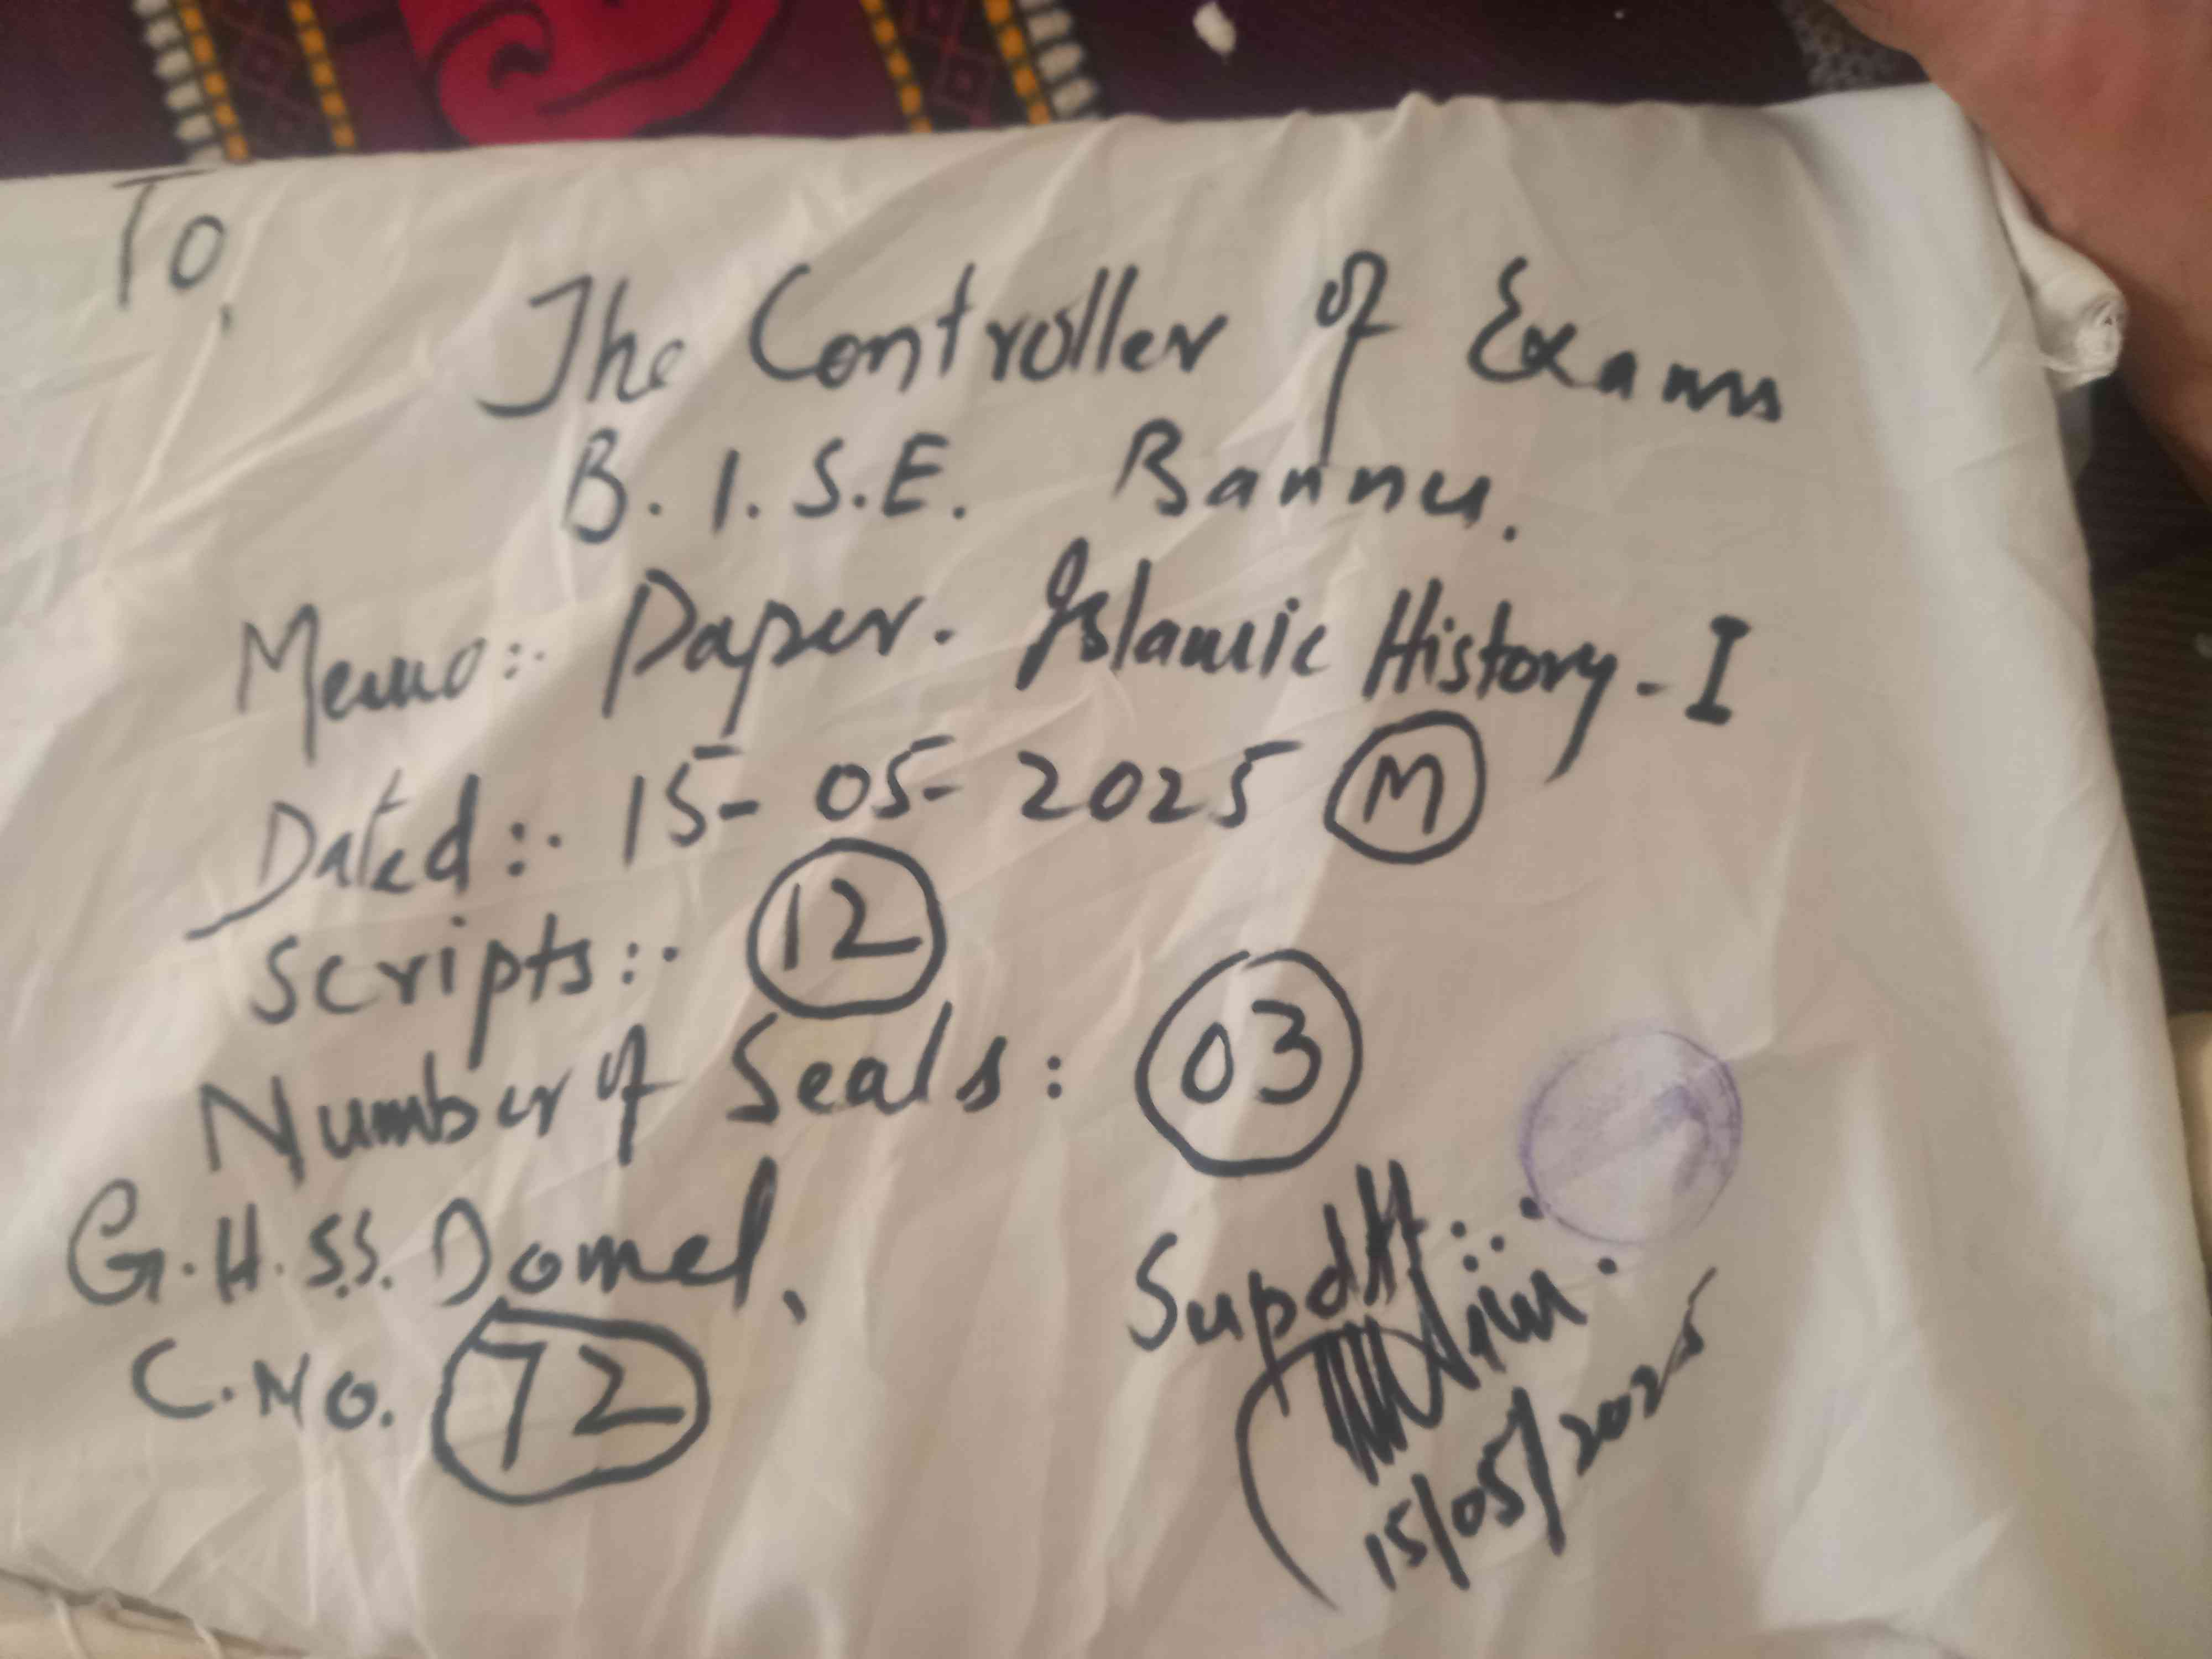 To,
The Controller of Exams
B.I.S.E. Bannu.
Memo:. Paper. Islamic History-I
Dated:. 15-05-2025 M
Scripts:. 12
Number of Seals: 03
G.H.S.S. Domel,
C.No. 72
Supdtt:.
15/05/2025